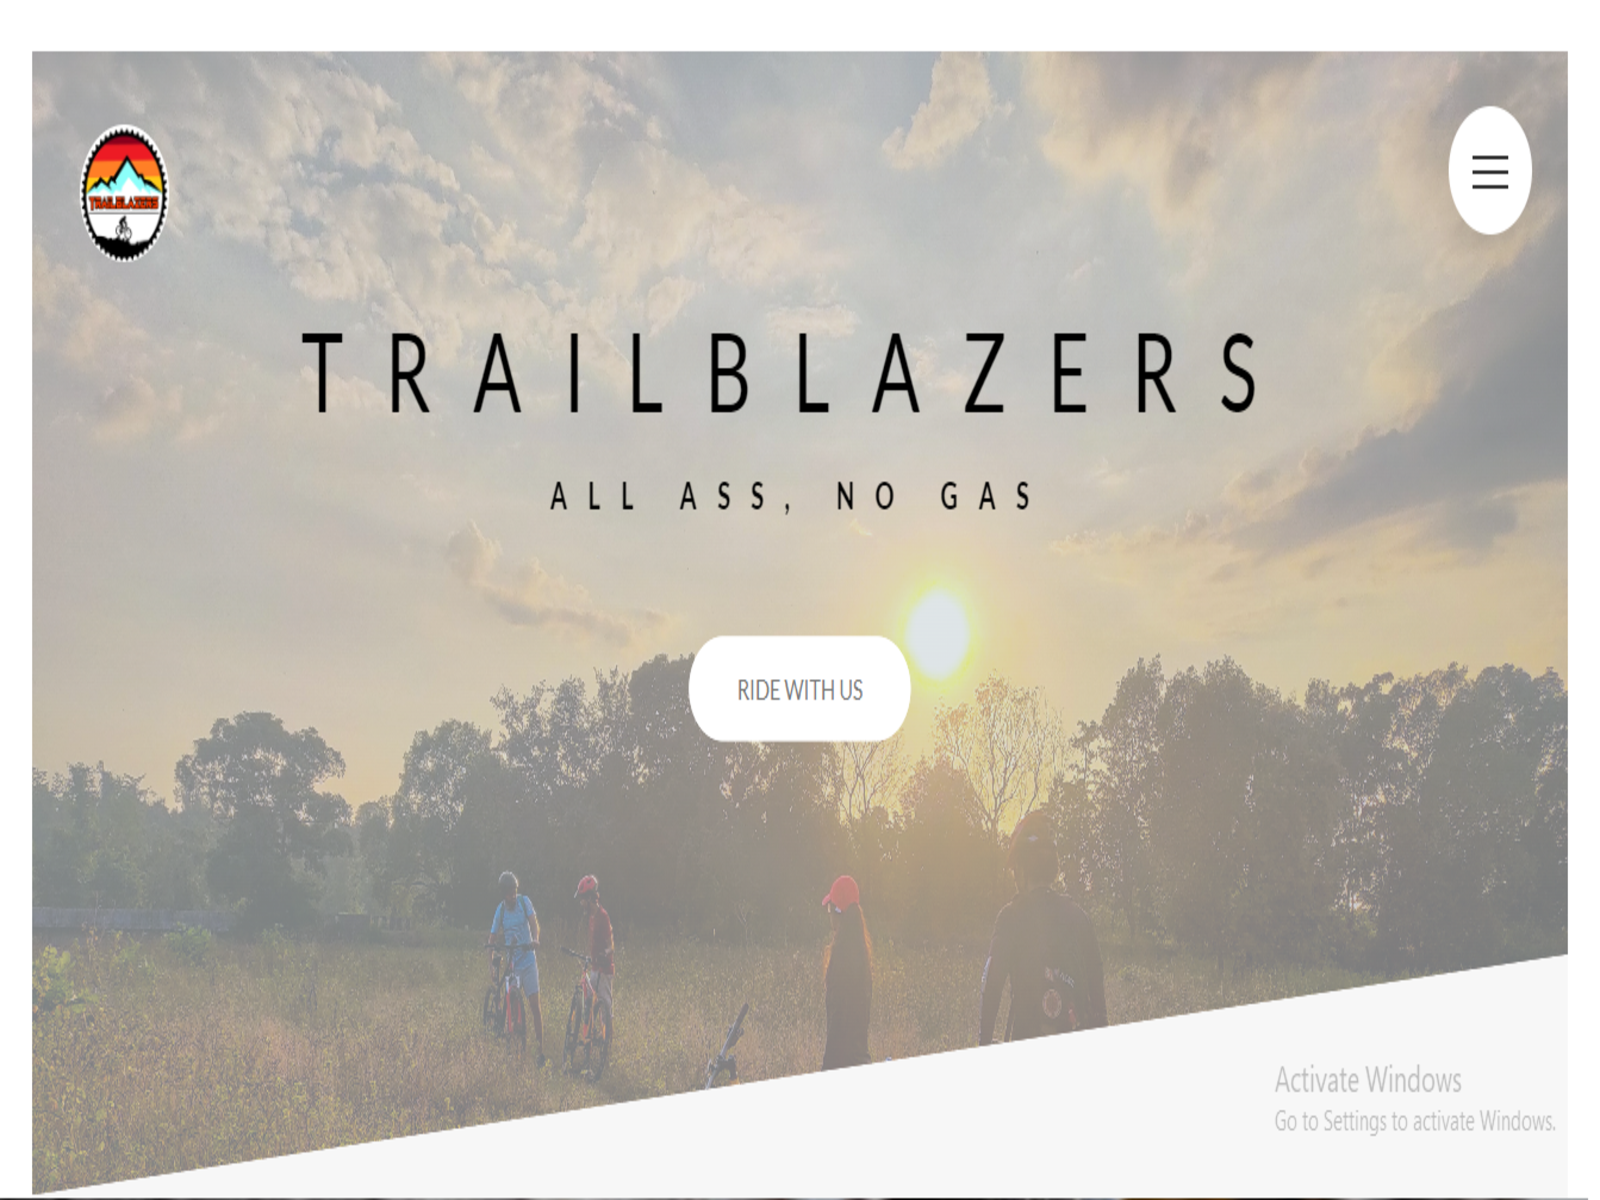 TRAILBLAZERS
TRAILBLAZERS
ALL ASS, NO GAS
RIDE WITH US
Activate Windows
Go to Settings to activate Windows.